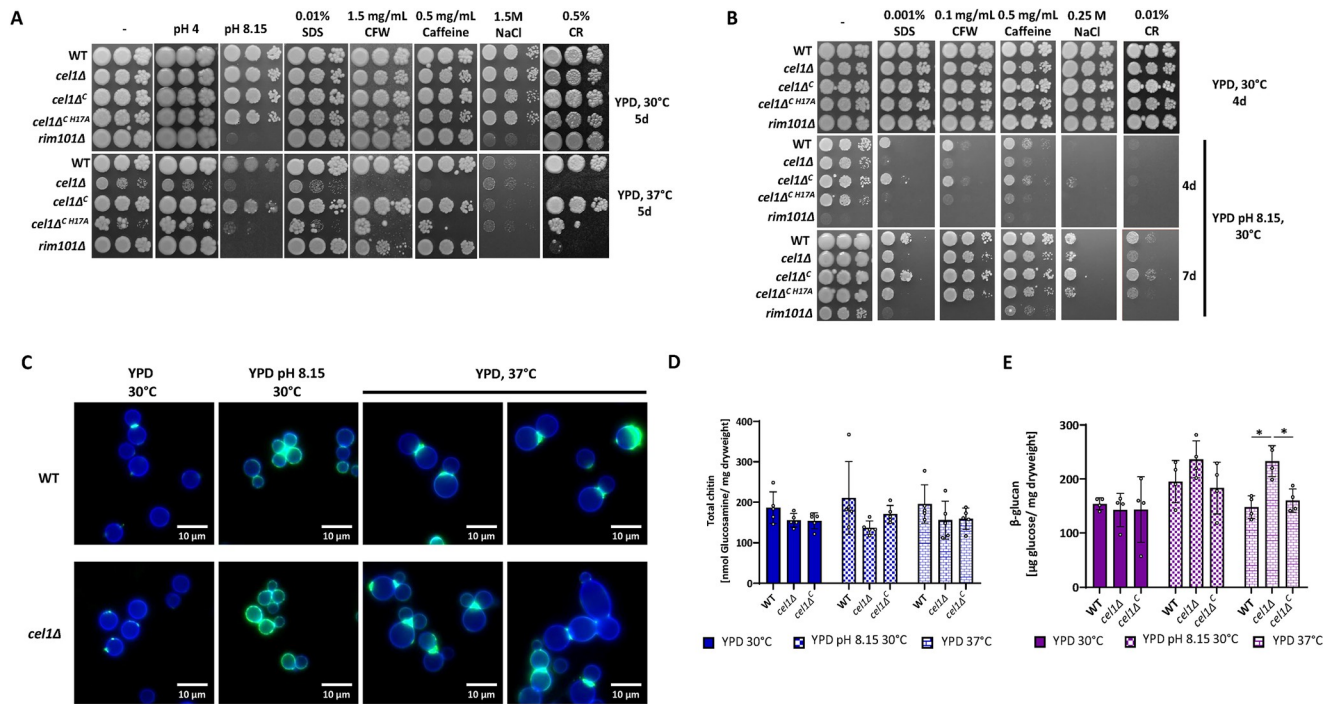 A
- pH 4 pH 8.15 0.01% SDS 1.5 mg/mL CFW 0.5 mg/mL Caffeine 1.5M NaCl 0.5% CR
WT
cel1Δ
cel1Δ^C
cel1Δ^C H17A
rim101Δ
YPD, 30°C
5d
WT
cel1Δ
cel1Δ^C
cel1Δ^C H17A
rim101Δ
YPD, 37°C
5d
B
- 0.001% SDS 0.1 mg/mL CFW 0.5 mg/mL Caffeine 0.25 M NaCl 0.01% CR
WT
cel1Δ
cel1Δ^C
cel1Δ^C H17A
rim101Δ
YPD, 30°C
4d
WT
cel1Δ
cel1Δ^C
cel1Δ^C H17A
rim101Δ
4d
YPD pH 8.15,
30°C
WT
cel1Δ
cel1Δ^C
cel1Δ^C H17A
rim101Δ
7d
C
YPD
30°C
YPD pH 8.15
30°C
YPD, 37°C
WT
10 µm 10 µm 10 µm 10 µm
cel1Δ
10 µm 10 µm 10 µm 10 µm
D
Total chitin
[nmol Glucosamine/ mg dryweight]
400
300
200
100
0
WT cel1Δ cel1Δ^C WT cel1Δ cel1Δ^C WT cel1Δ cel1Δ^C
YPD 30°C YPD pH 8.15 30°C YPD 37°C
E
β-glucan
[µg glucose/ mg dryweight]
300
200
100
0
* *
WT cel1Δ cel1Δ^C WT cel1Δ cel1Δ^C WT cel1Δ cel1Δ^C
YPD 30°C YPD pH 8.15 30°C YPD 37°C